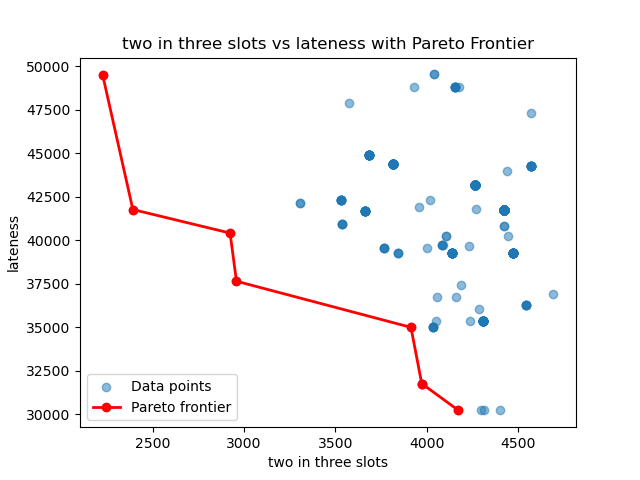 two in three slots vs lateness with Pareto Frontier
50000
47500
45000
42500
40000
37500
35000
32500
30000
lateness
Data points
Pareto frontier
2500 3000 3500 4000 4500
two in three slots